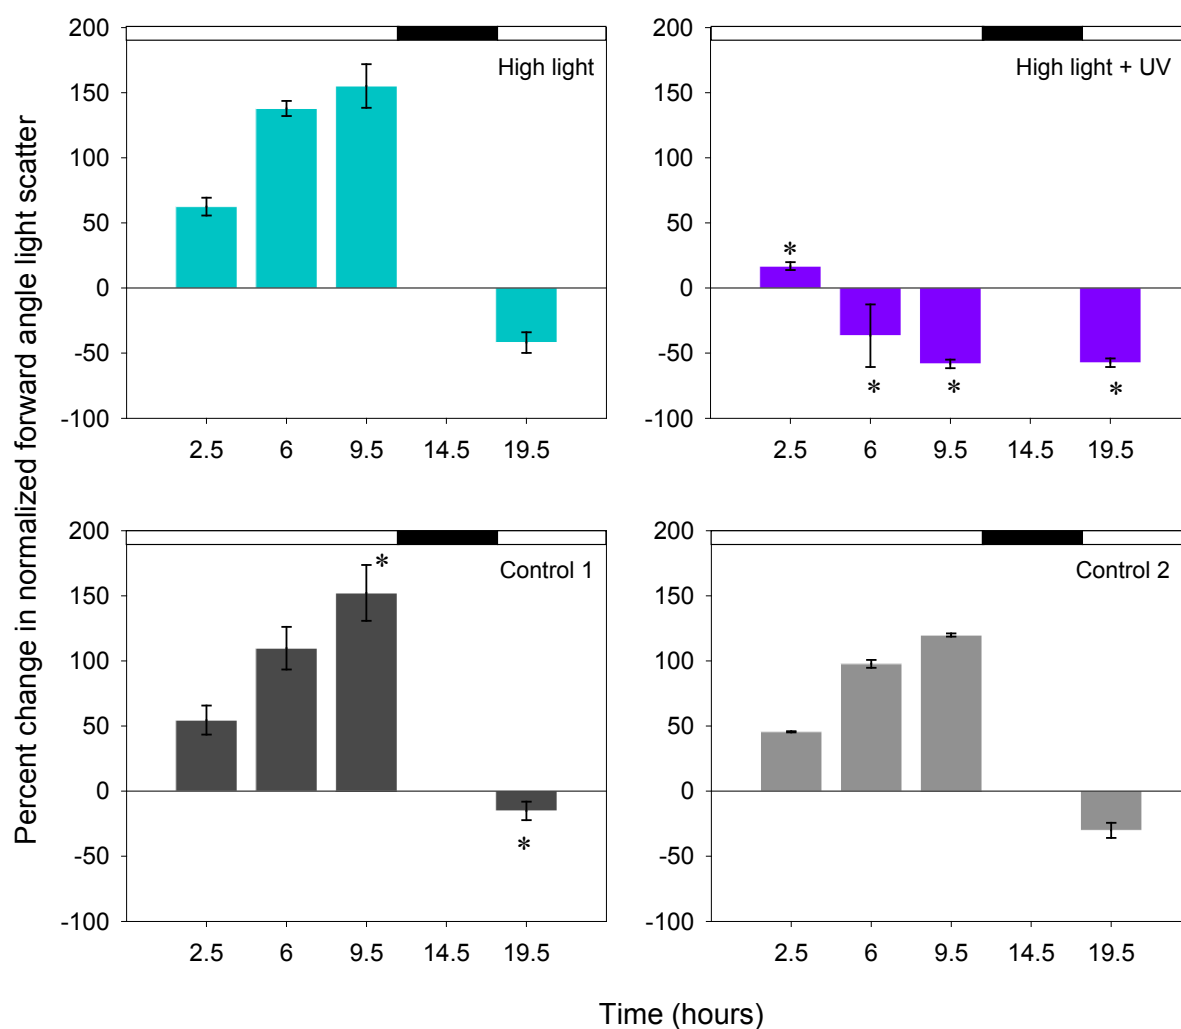 Percent change in normalized forward angle light scatter
200
150
100
50
0
-50
-100
High light
2.5 6 9.5 14.5 19.5
200
150
100
50
0
-50
-100
High light + UV
*
* * *
2.5 6 9.5 14.5 19.5
200
150
100
50
0
-50
-100
Control 1
*
*
2.5 6 9.5 14.5 19.5
200
150
100
50
0
-50
-100
Control 2
2.5 6 9.5 14.5 19.5
Time (hours)